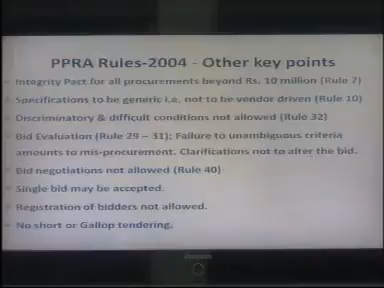 PPRA Rules-2004 - Other key points
Integrity Pact for all procurements beyond Rs. 10 million (Rule 7)
Specifications to be generic i.e. not to be vendor driven (Rule 10)
Discriminatory & difficult conditions not allowed (Rule 32)
Bid Evaluation (Rule 29 – 31); Failure to unambiguous criteria
amounts to mis-procurement. Clarifications not to alter the bid.
Bid negotiations not allowed (Rule 40)
Single bid may be accepted.
Registration of bidders not allowed.
No short or Gallop tendering.